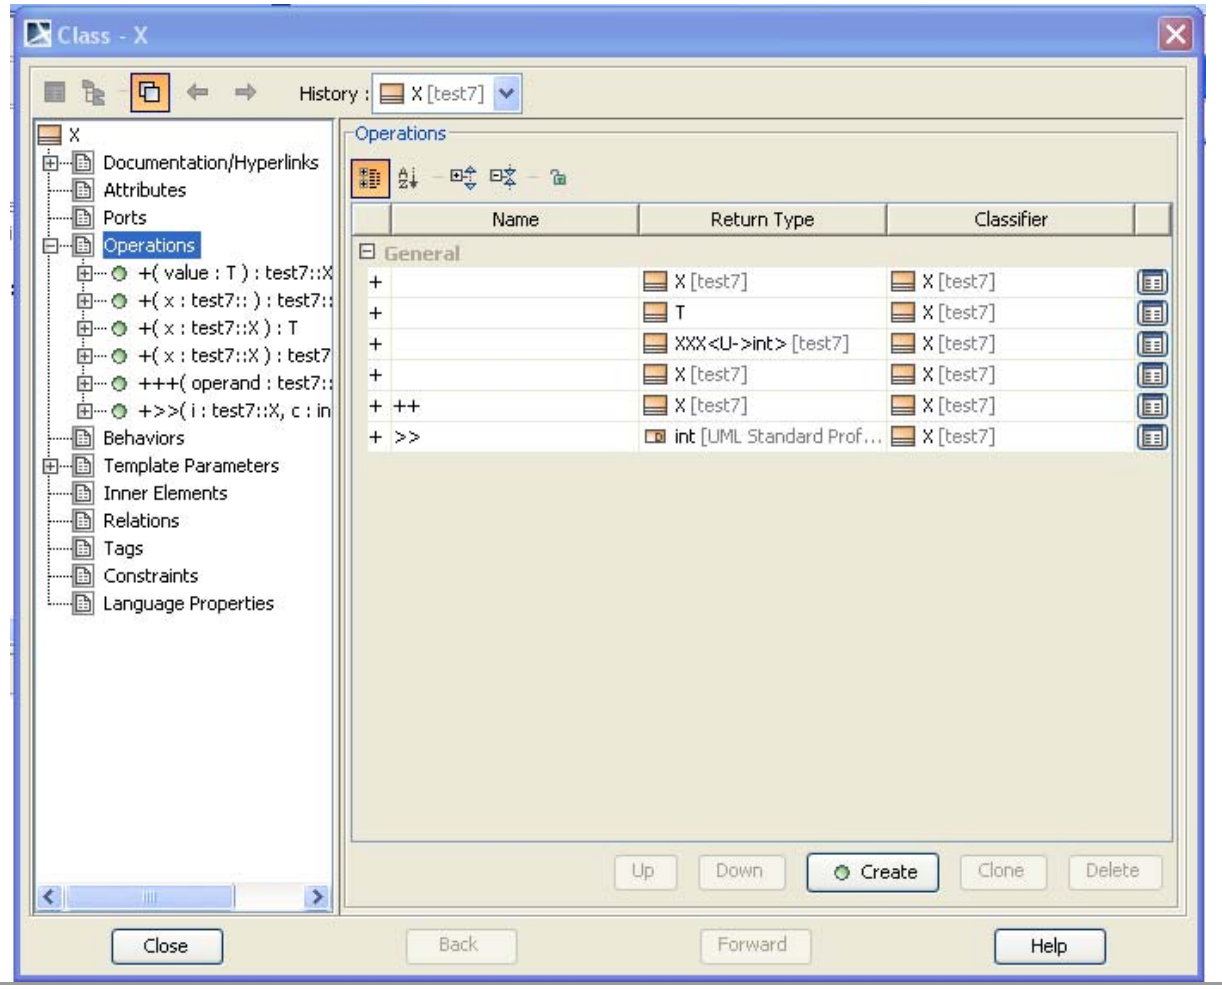 Class - X
History : X [test7]
X
Documentation/Hyperlinks
Attributes
Ports
Operations
+( value : T ) : test7::X
+( x : test7:: ) : test7::
+( x : test7::X ) : T
+( x : test7::X ) : test7
+++( operand : test7::
+>>( i : test7::X, c : in
Behaviors
Template Parameters
Inner Elements
Relations
Tags
Constraints
Language Properties
Operations
Name Return Type Classifier
General
+ X [test7] X [test7]
+ T X [test7]
+ XXX<U->int> [test7] X [test7]
+ X [test7] X [test7]
+ ++ X [test7] X [test7]
+ >> int [UML Standard Prof... X [test7]
Up Down Create Clone Delete
Close Back Forward Help